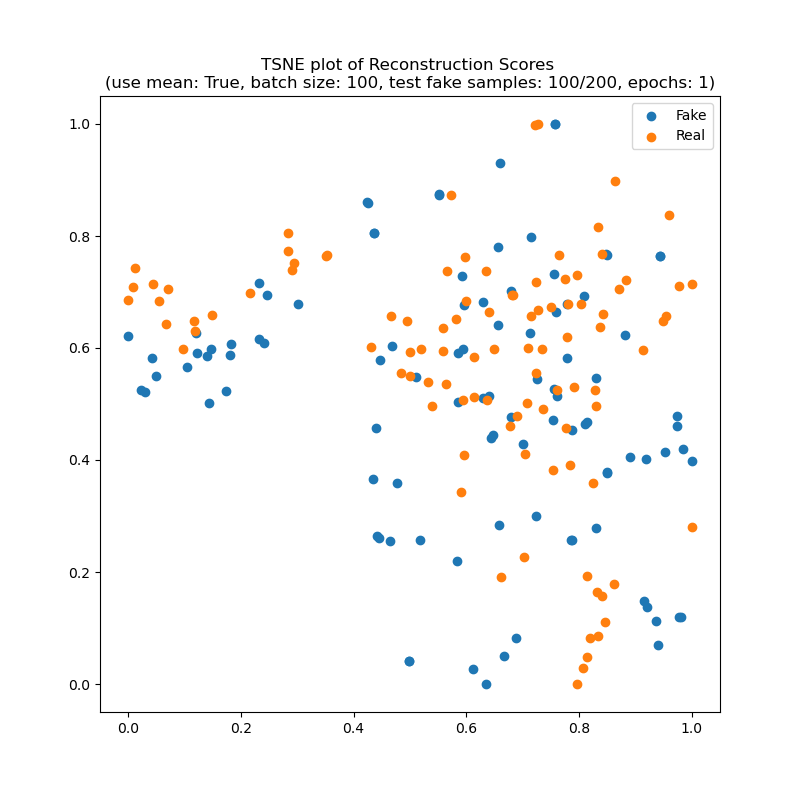 TSNE plot of Reconstruction Scores
(use mean: True, batch size: 100, test fake samples: 100/200, epochs: 1)
Fake
Real
1.0
0.8
0.6
0.4
0.2
0.0
0.0 0.2 0.4 0.6 0.8 1.0